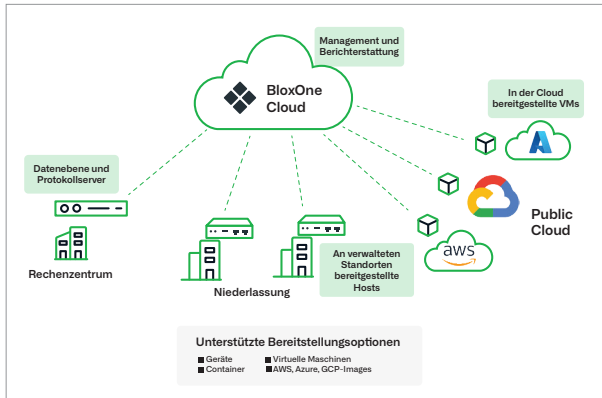 Management und
Berichterstattung
BloxOne
Cloud
In der Cloud
bereitgestellte VMs
Datenebene und
Protokollserver
Public
Cloud
aws
An verwalteten
Standorten
bereitgestellte
Hosts
Rechenzentrum
Niederlassung
Unterstützte Bereitstellungsoptionen
■ Geräte ■ Virtuelle Maschinen
■ Container ■ AWS, Azure, GCP-Images